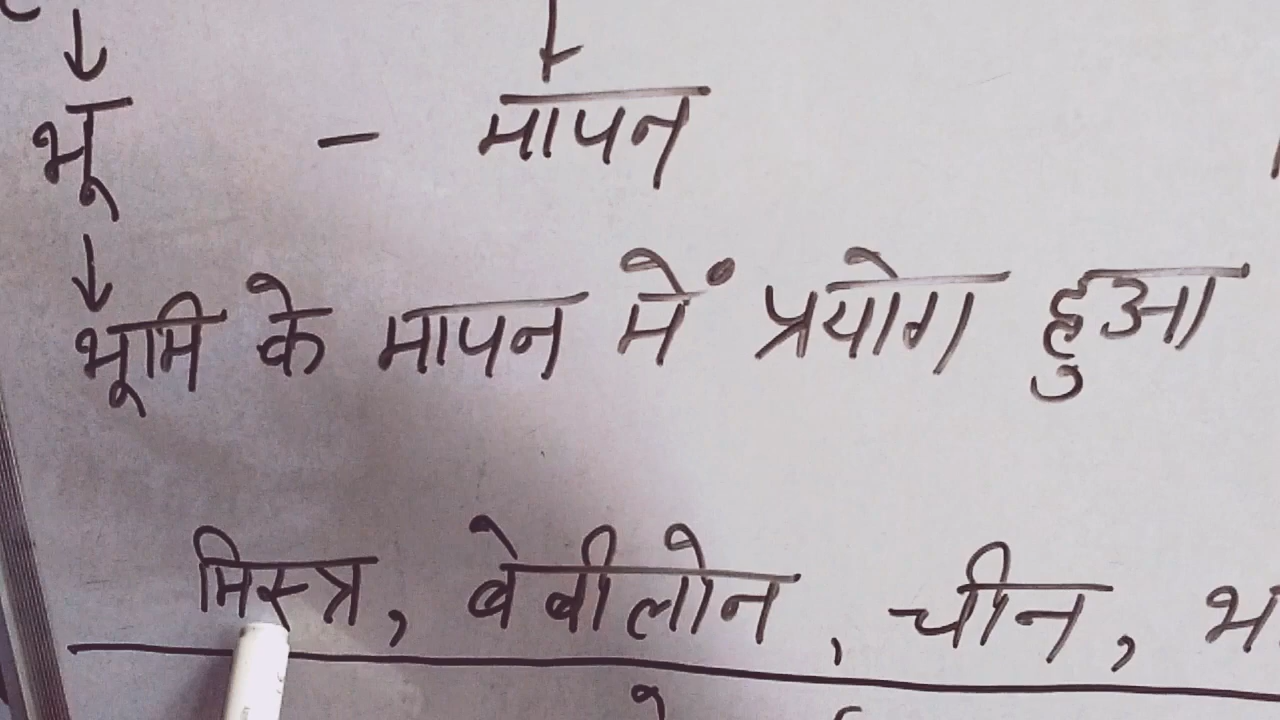 भू - मापन
भूमि के मापन में प्रयोग हुआ
मिस्त्र, बेबीलोन, चीन,